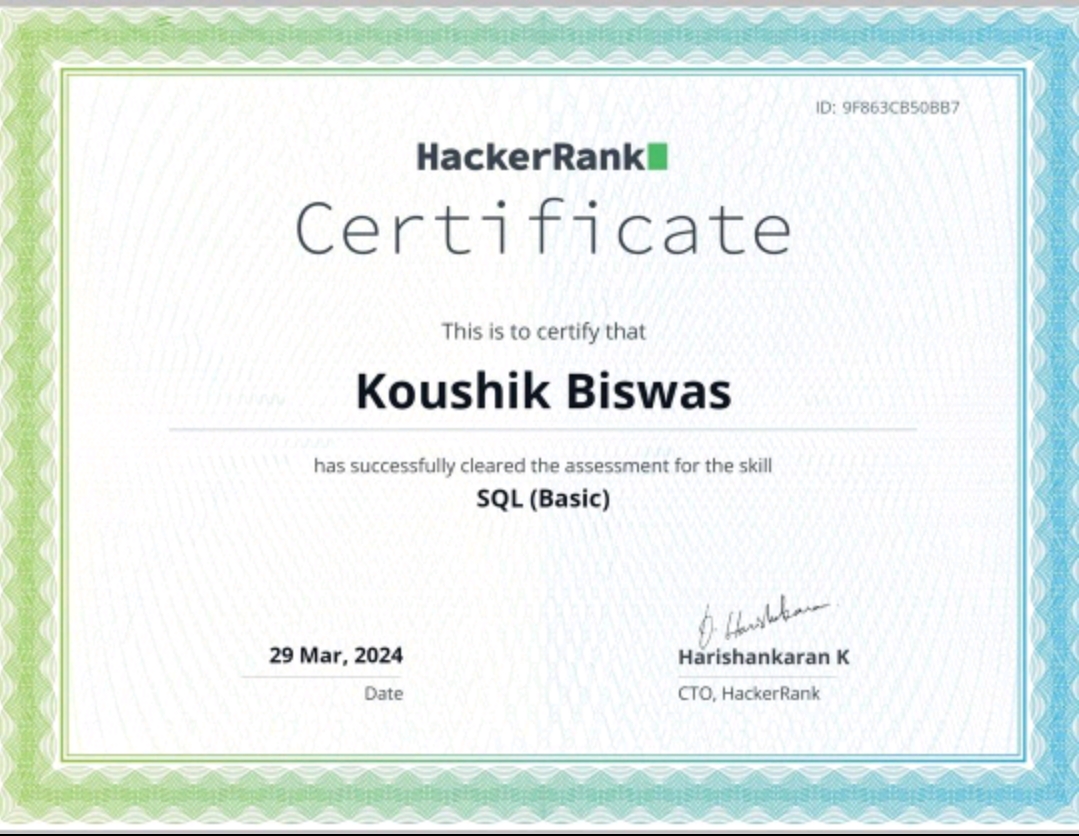 ID: 9F863CB50BB7
HackerRank
Certificate
This is to certify that
Koushik Biswas
has successfully cleared the assessment for the skill
SQL (Basic)
29 Mar, 2024
Date
Harishankaran K
CTO, HackerRank